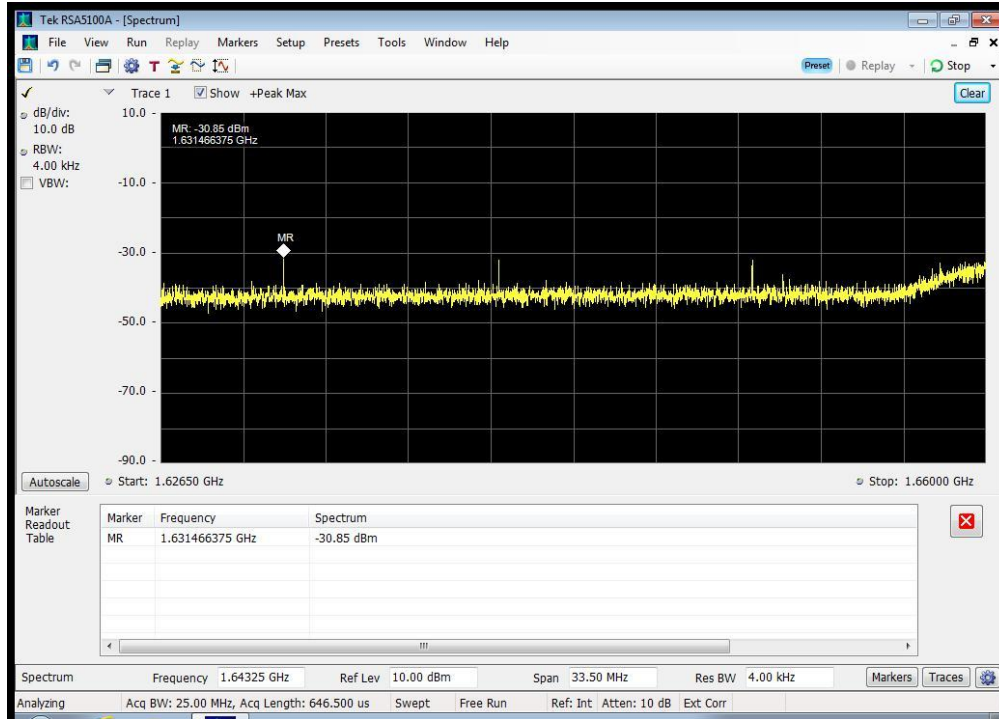 Tek RSA5100A - [Spectrum]
File View Run Replay Markers Setup Presets Tools Window Help
T Preset Replay Stop
Trace 1 Show +Peak Max Clear
dB/div:
10.0 dB
RBW:
4.00 kHz
VBW:
10.0
-10.0
-30.0
-50.0
-70.0
-90.0
MR: -30.85 dBm
1.631466375 GHz
MR
Autoscale Start: 1.62650 GHz Stop: 1.66000 GHz
Marker
Readout
Table
Marker Frequency Spectrum
MR 1.631466375 GHz -30.85 dBm
Spectrum Frequency 1.64325 GHz Ref Lev 10.00 dBm Span 33.50 MHz Res BW 4.00 kHz Markers Traces
Analyzing Acq BW: 25.00 MHz, Acq Length: 646.500 us Swept Free Run Ref: Int Atten: 10 dB Ext Corr